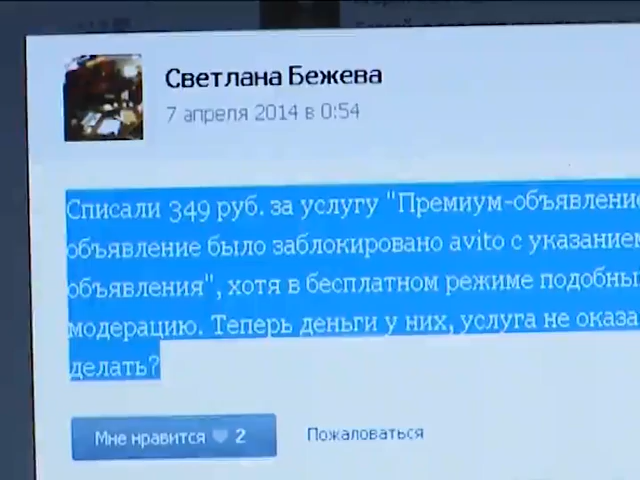 Светлана Бежева
7 апреля 2014 в 0:54
Списали 349 руб. за услугу "Премиум-объявление
объявление было заблокировано avito с указанием
объявления", хотя в бесплатном режиме подобны
модерацию. Теперь деньги у них, услуга не оказа
делать?
Мне нравится 2
Пожаловаться